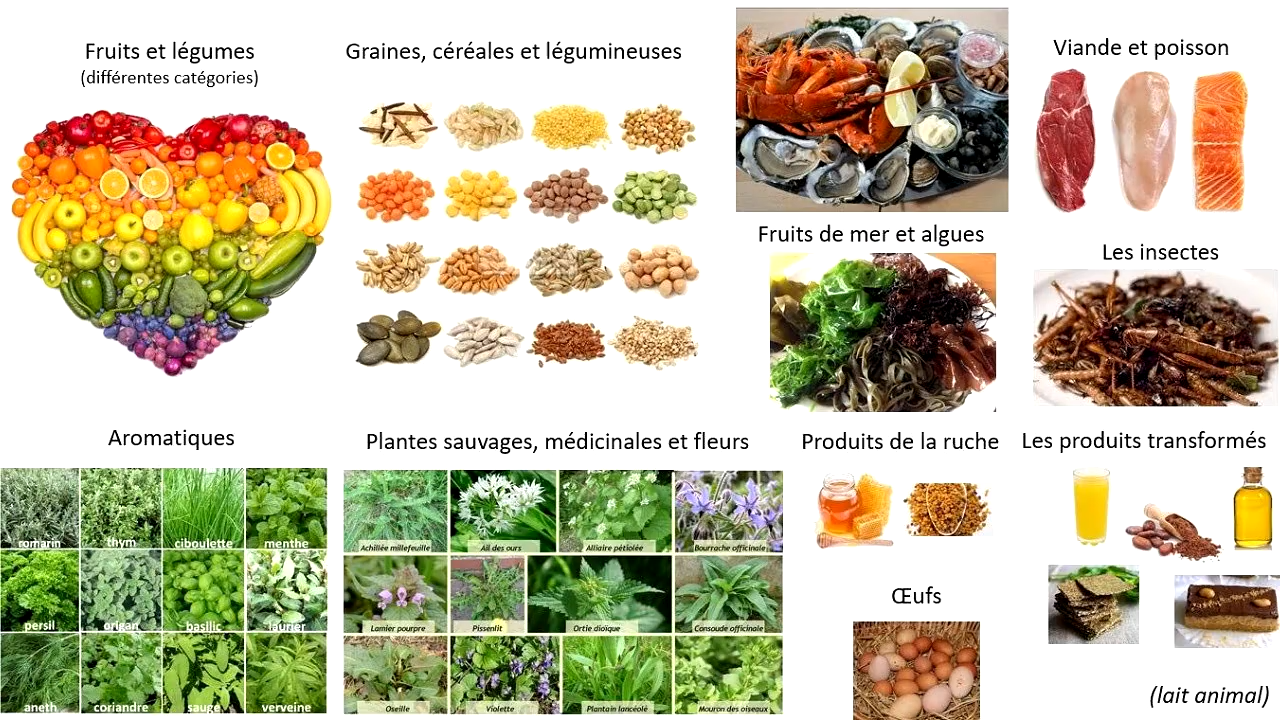 Fruits et légumes
(différentes catégories)
Graines, céréales et légumineuses
Viande et poisson
Fruits de mer et algues
Les insectes
Aromatiques
romarin
thym
ciboulette
menthe
persil
origan
basilic
laurier
aneth
coriandre
sauge
verveine
Plantes sauvages, médicinales et fleurs
Achillée millefeuille
Ail des ours
Alliaire pétiolée
Bourrache officinale
Lamier pourpre
Pissenlit
Ortie dioïque
Consoude officinale
Oseille
Violette
Plantain lancéolé
Mouron des oiseaux
Produits de la ruche
Œufs
Les produits transformés
(lait animal)